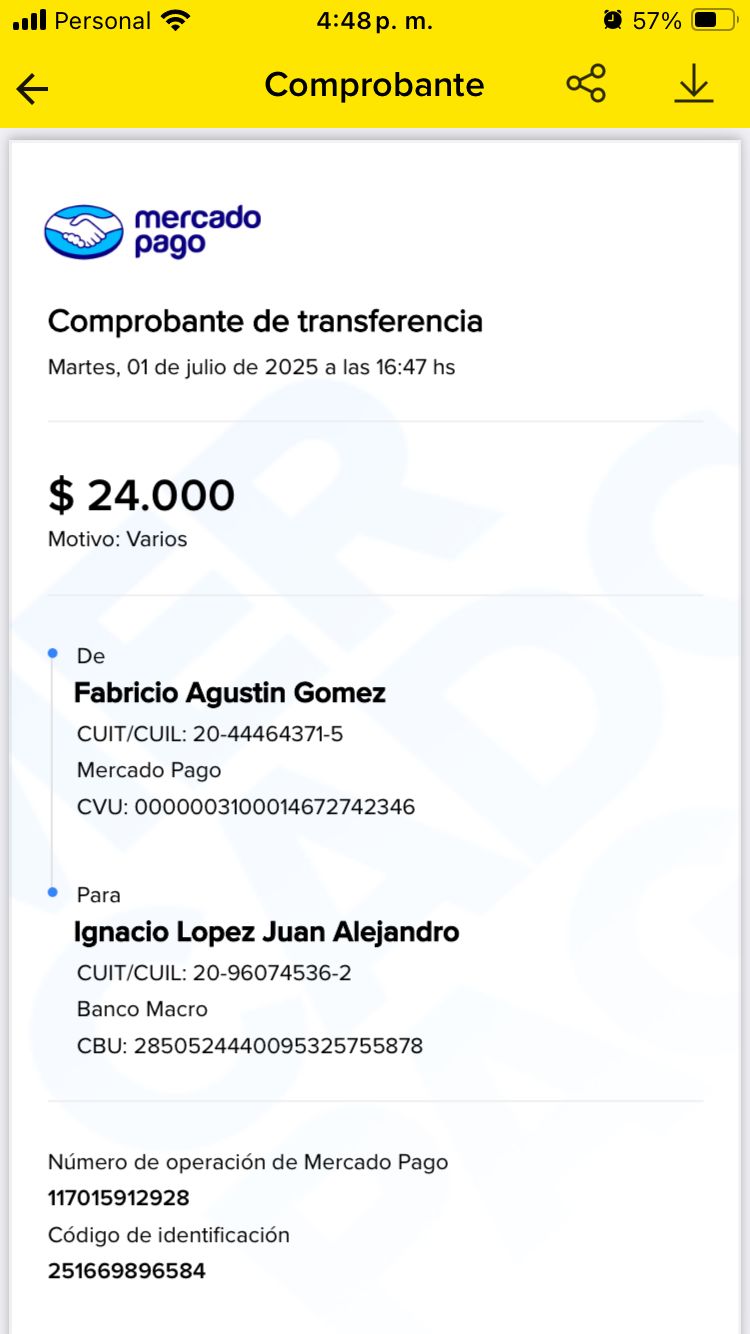 Personal 4:48 p. m. 57%
Comprobante
mercado
pago
Comprobante de transferencia
Martes, 01 de julio de 2025 a las 16:47 hs
$ 24.000
Motivo: Varios
De
Fabricio Agustin Gomez
CUIT/CUIL: 20-44464371-5
Mercado Pago
CVU: 0000003100014672742346
Para
Ignacio Lopez Juan Alejandro
CUIT/CUIL: 20-96074536-2
Banco Macro
CBU: 2850524440095325755878
Número de operación de Mercado Pago
117015912928
Código de identificación
251669896584